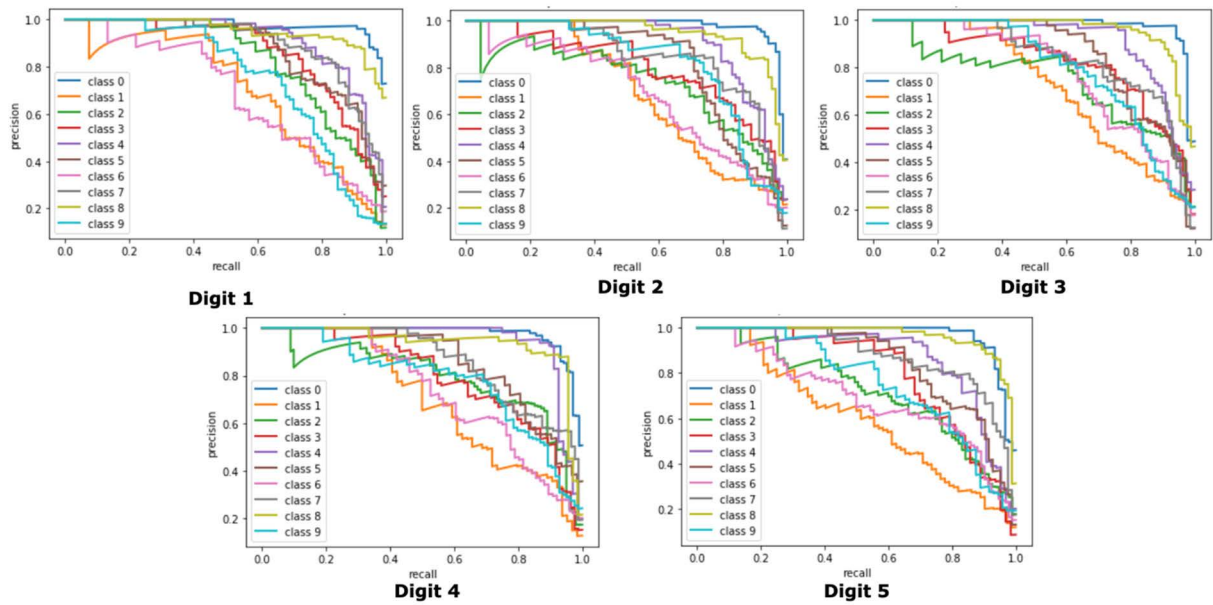 1.0
0.8
0.6
0.4
0.2
precision
class 0
class 1
class 2
class 3
class 4
class 5
class 6
class 7
class 8
class 9
0.0 0.2 0.4 0.6 0.8 1.0
recall
Digit 1
1.0
0.8
0.6
0.4
0.2
precision
class 0
class 1
class 2
class 3
class 4
class 5
class 6
class 7
class 8
class 9
0.0 0.2 0.4 0.6 0.8 1.0
recall
Digit 2
1.0
0.8
0.6
0.4
0.2
precision
class 0
class 1
class 2
class 3
class 4
class 5
class 6
class 7
class 8
class 9
0.0 0.2 0.4 0.6 0.8 1.0
recall
Digit 3
1.0
0.8
0.6
0.4
0.2
precision
class 0
class 1
class 2
class 3
class 4
class 5
class 6
class 7
class 8
class 9
0.0 0.2 0.4 0.6 0.8 1.0
recall
Digit 4
1.0
0.8
0.6
0.4
0.2
precision
class 0
class 1
class 2
class 3
class 4
class 5
class 6
class 7
class 8
class 9
0.0 0.2 0.4 0.6 0.8 1.0
recall
Digit 5